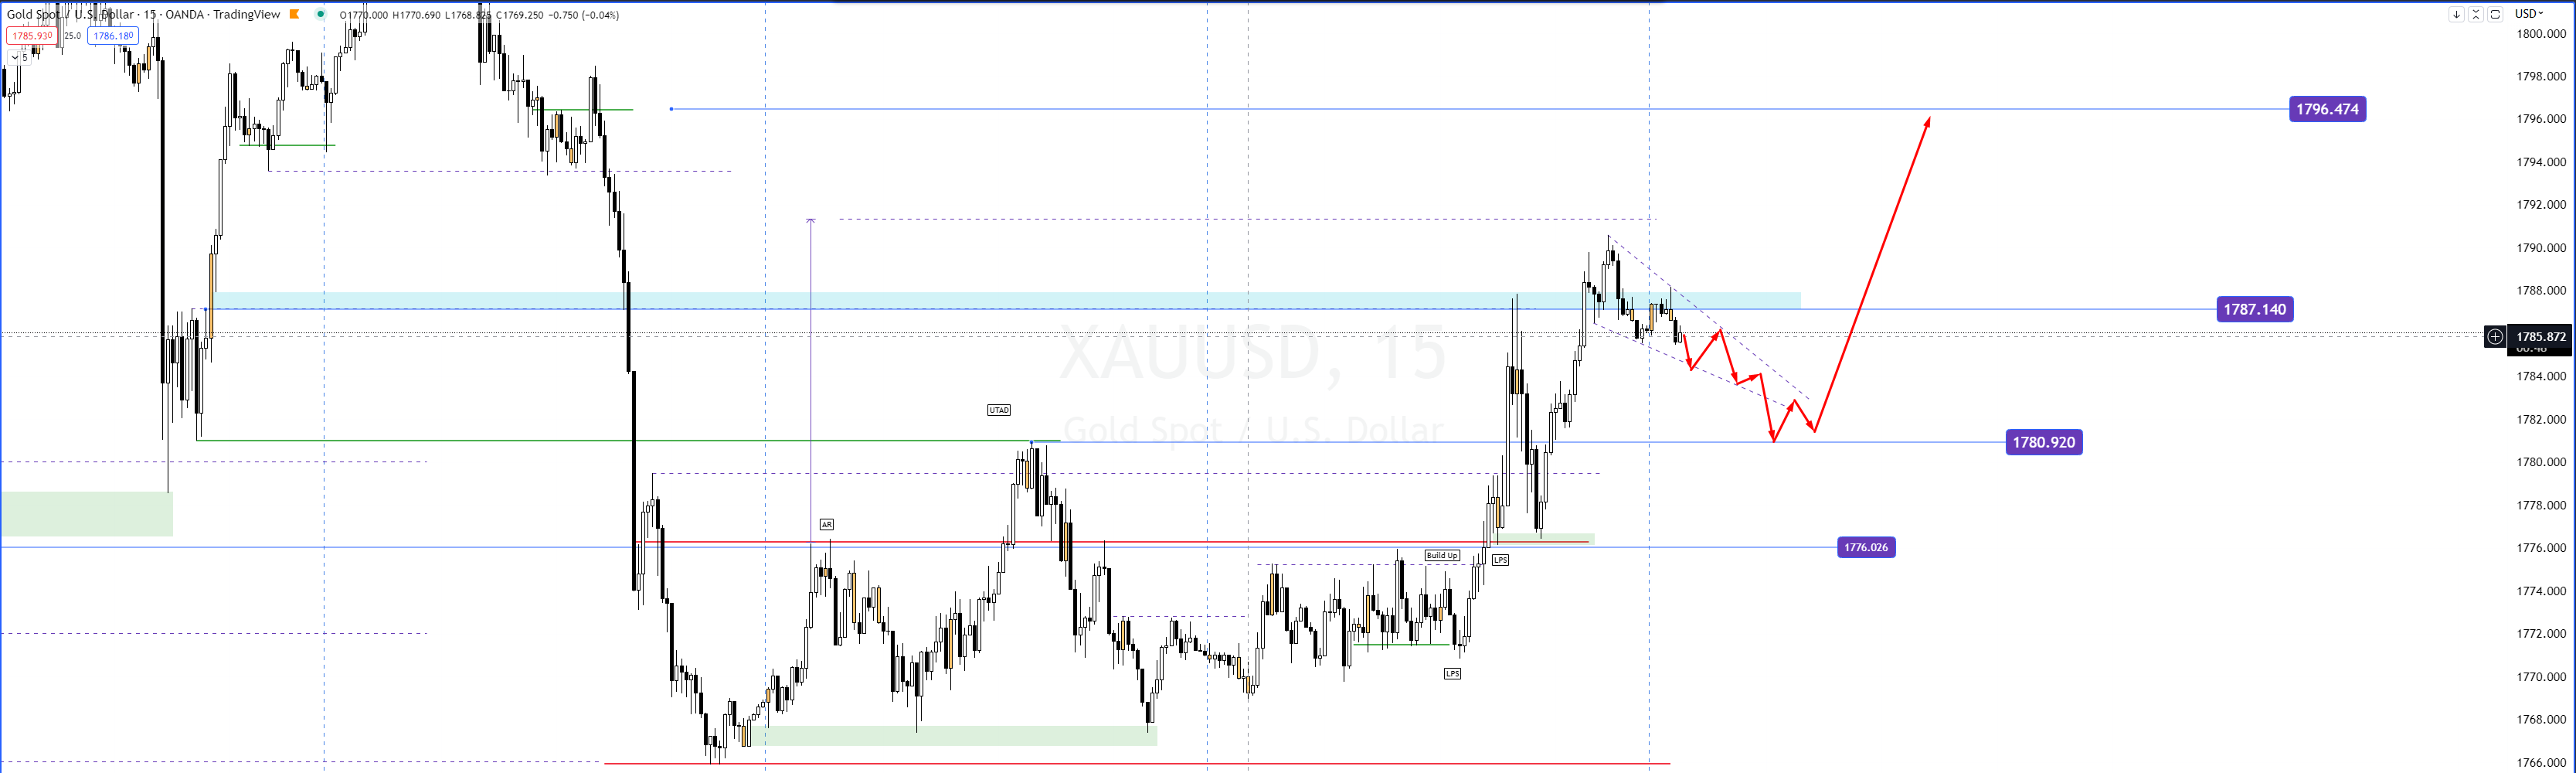 Gold Spot / U.S. Dollar · 15 · OANDA · TradingView O1770.000 H1770.690 L1768.825 C1769.250 −0.750 (−0.04%)
USD
1785.930 25.0 1786.180
5
1800.000
1798.000
1796.474
1796.000
1794.000
1792.000
1790.000
1788.000
1787.140
1785.872
XAUUSD, 15
Gold Spot / U.S. Dollar
1784.000
UTAD
1782.000
1780.920
1780.000
1778.000
AR
1776.026
1776.000
Build Up
LPS
1774.000
1772.000
LPS
1770.000
1768.000
1766.000